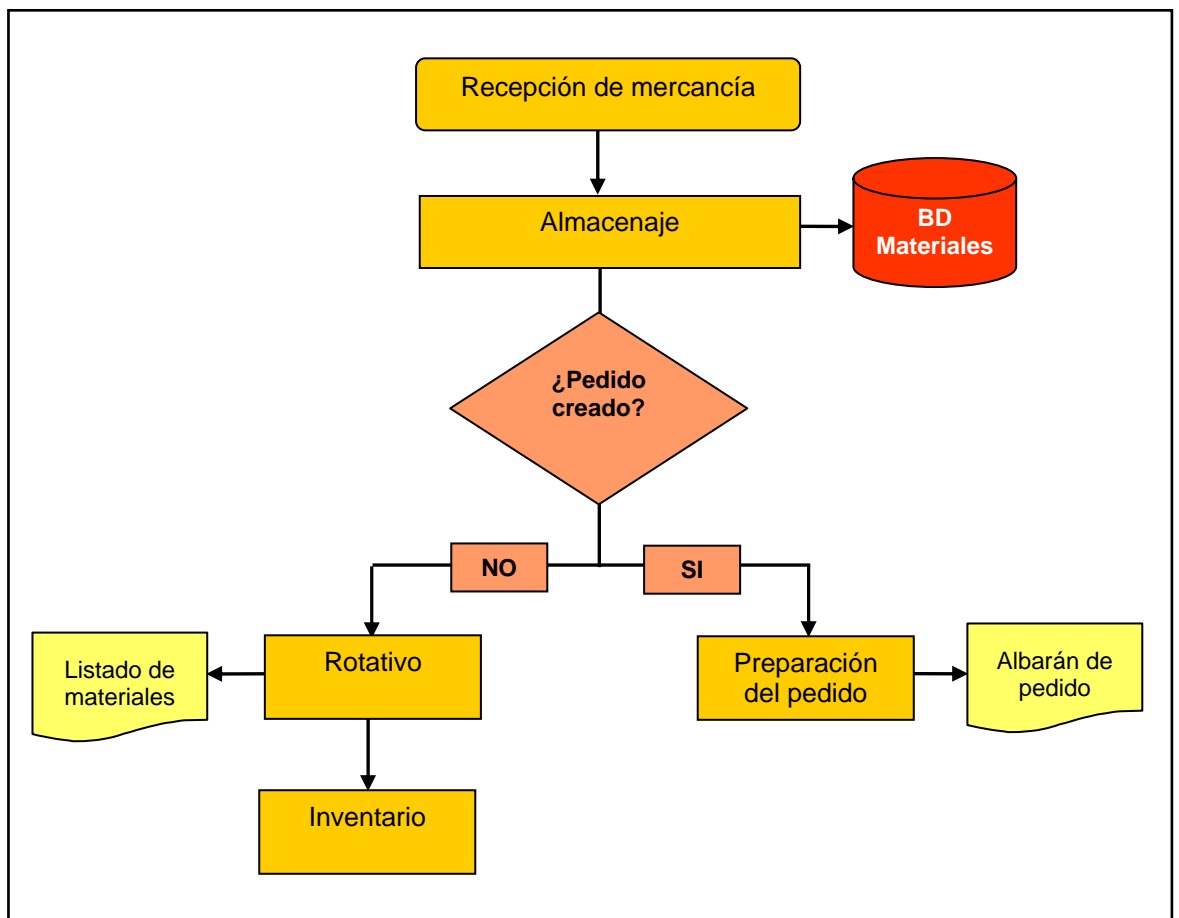 Recepción de mercancía
Almacenaje
BD
Materiales
¿Pedido
creado?
NO
SI
Listado de
materiales
Rotativo
Preparación
del pedido
Albarán de
pedido
Inventario